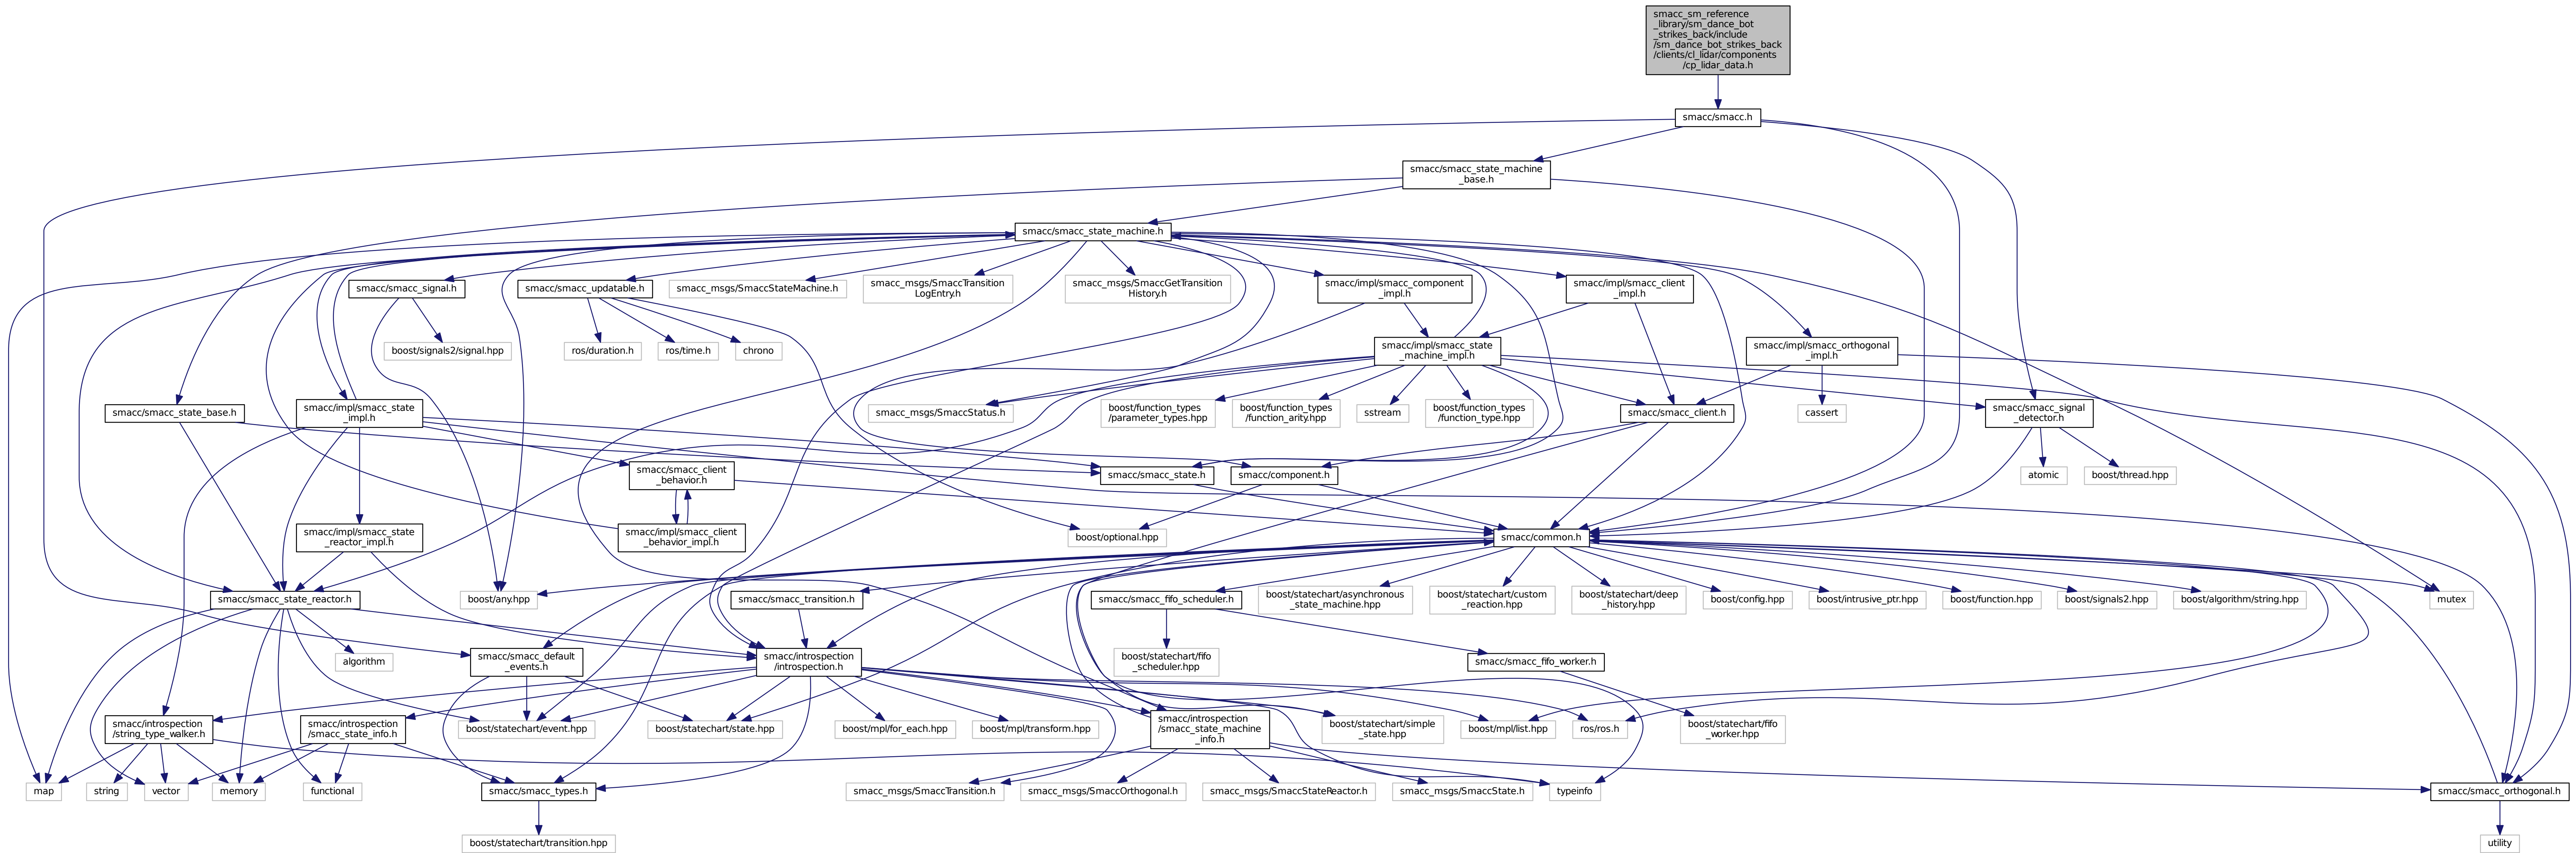 smacc_sm_reference
_library/sm_dance_bot
_strikes_back/include
/sm_dance_bot_strikes_back
/clients/cl_lidar/components
/cp_lidar_data.h
smacc/smacc.h
smacc/smacc_state_machine
_base.h
smacc/smacc_state_machine.h
smacc/smacc_signal.h
smacc/smacc_updatable.h
smacc_msgs/SmaccStateMachine.h
smacc_msgs/SmaccTransition
LogEntry.h
smacc_msgs/SmaccGetTransition
History.h
smacc/impl/smacc_component
_impl.h
smacc/impl/smacc_client
_impl.h
boost/signals2/signal.hpp
ros/duration.h
ros/time.h
chrono
smacc/impl/smacc_state
_machine_impl.h
smacc/impl/smacc_orthogonal
_impl.h
smacc/smacc_state_base.h
smacc/impl/smacc_state
_impl.h
smacc_msgs/SmaccStatus.h
boost/function_types
/parameter_types.hpp
boost/function_types
/function_arity.hpp
sstream
boost/function_types
/function_type.hpp
smacc/smacc_client.h
cassert
smacc/smacc_signal
_detector.h
smacc/smacc_client
_behavior.h
smacc/smacc_state.h
smacc/component.h
atomic
boost/thread.hpp
smacc/impl/smacc_state
_reactor_impl.h
smacc/impl/smacc_client
_behavior_impl.h
boost/optional.hpp
smacc/common.h
smacc/smacc_state_reactor.h
boost/any.hpp
smacc/smacc_transition.h
smacc/smacc_fifo_scheduler.h
boost/statechart/asynchronous
_state_machine.hpp
boost/statechart/custom
_reaction.hpp
boost/statechart/deep
_history.hpp
boost/config.hpp
boost/intrusive_ptr.hpp
boost/function.hpp
boost/signals2.hpp
boost/algorithm/string.hpp
mutex
algorithm
smacc/smacc_default
_events.h
smacc/introspection
/introspection.h
boost/statechart/fifo
_scheduler.hpp
smacc/smacc_fifo_worker.h
smacc/introspection
/string_type_walker.h
smacc/introspection
/smacc_state_info.h
boost/statechart/event.hpp
boost/statechart/state.hpp
boost/mpl/for_each.hpp
boost/mpl/transform.hpp
smacc/introspection
/smacc_state_machine
_info.h
boost/statechart/simple
_state.hpp
boost/mpl/list.hpp
ros/ros.h
boost/statechart/fifo
_worker.hpp
map
string
vector
memory
functional
smacc/smacc_types.h
smacc_msgs/SmaccTransition.h
smacc_msgs/SmaccOrthogonal.h
smacc_msgs/SmaccStateReactor.h
smacc_msgs/SmaccState.h
typeinfo
smacc/smacc_orthogonal.h
boost/statechart/transition.hpp
utility